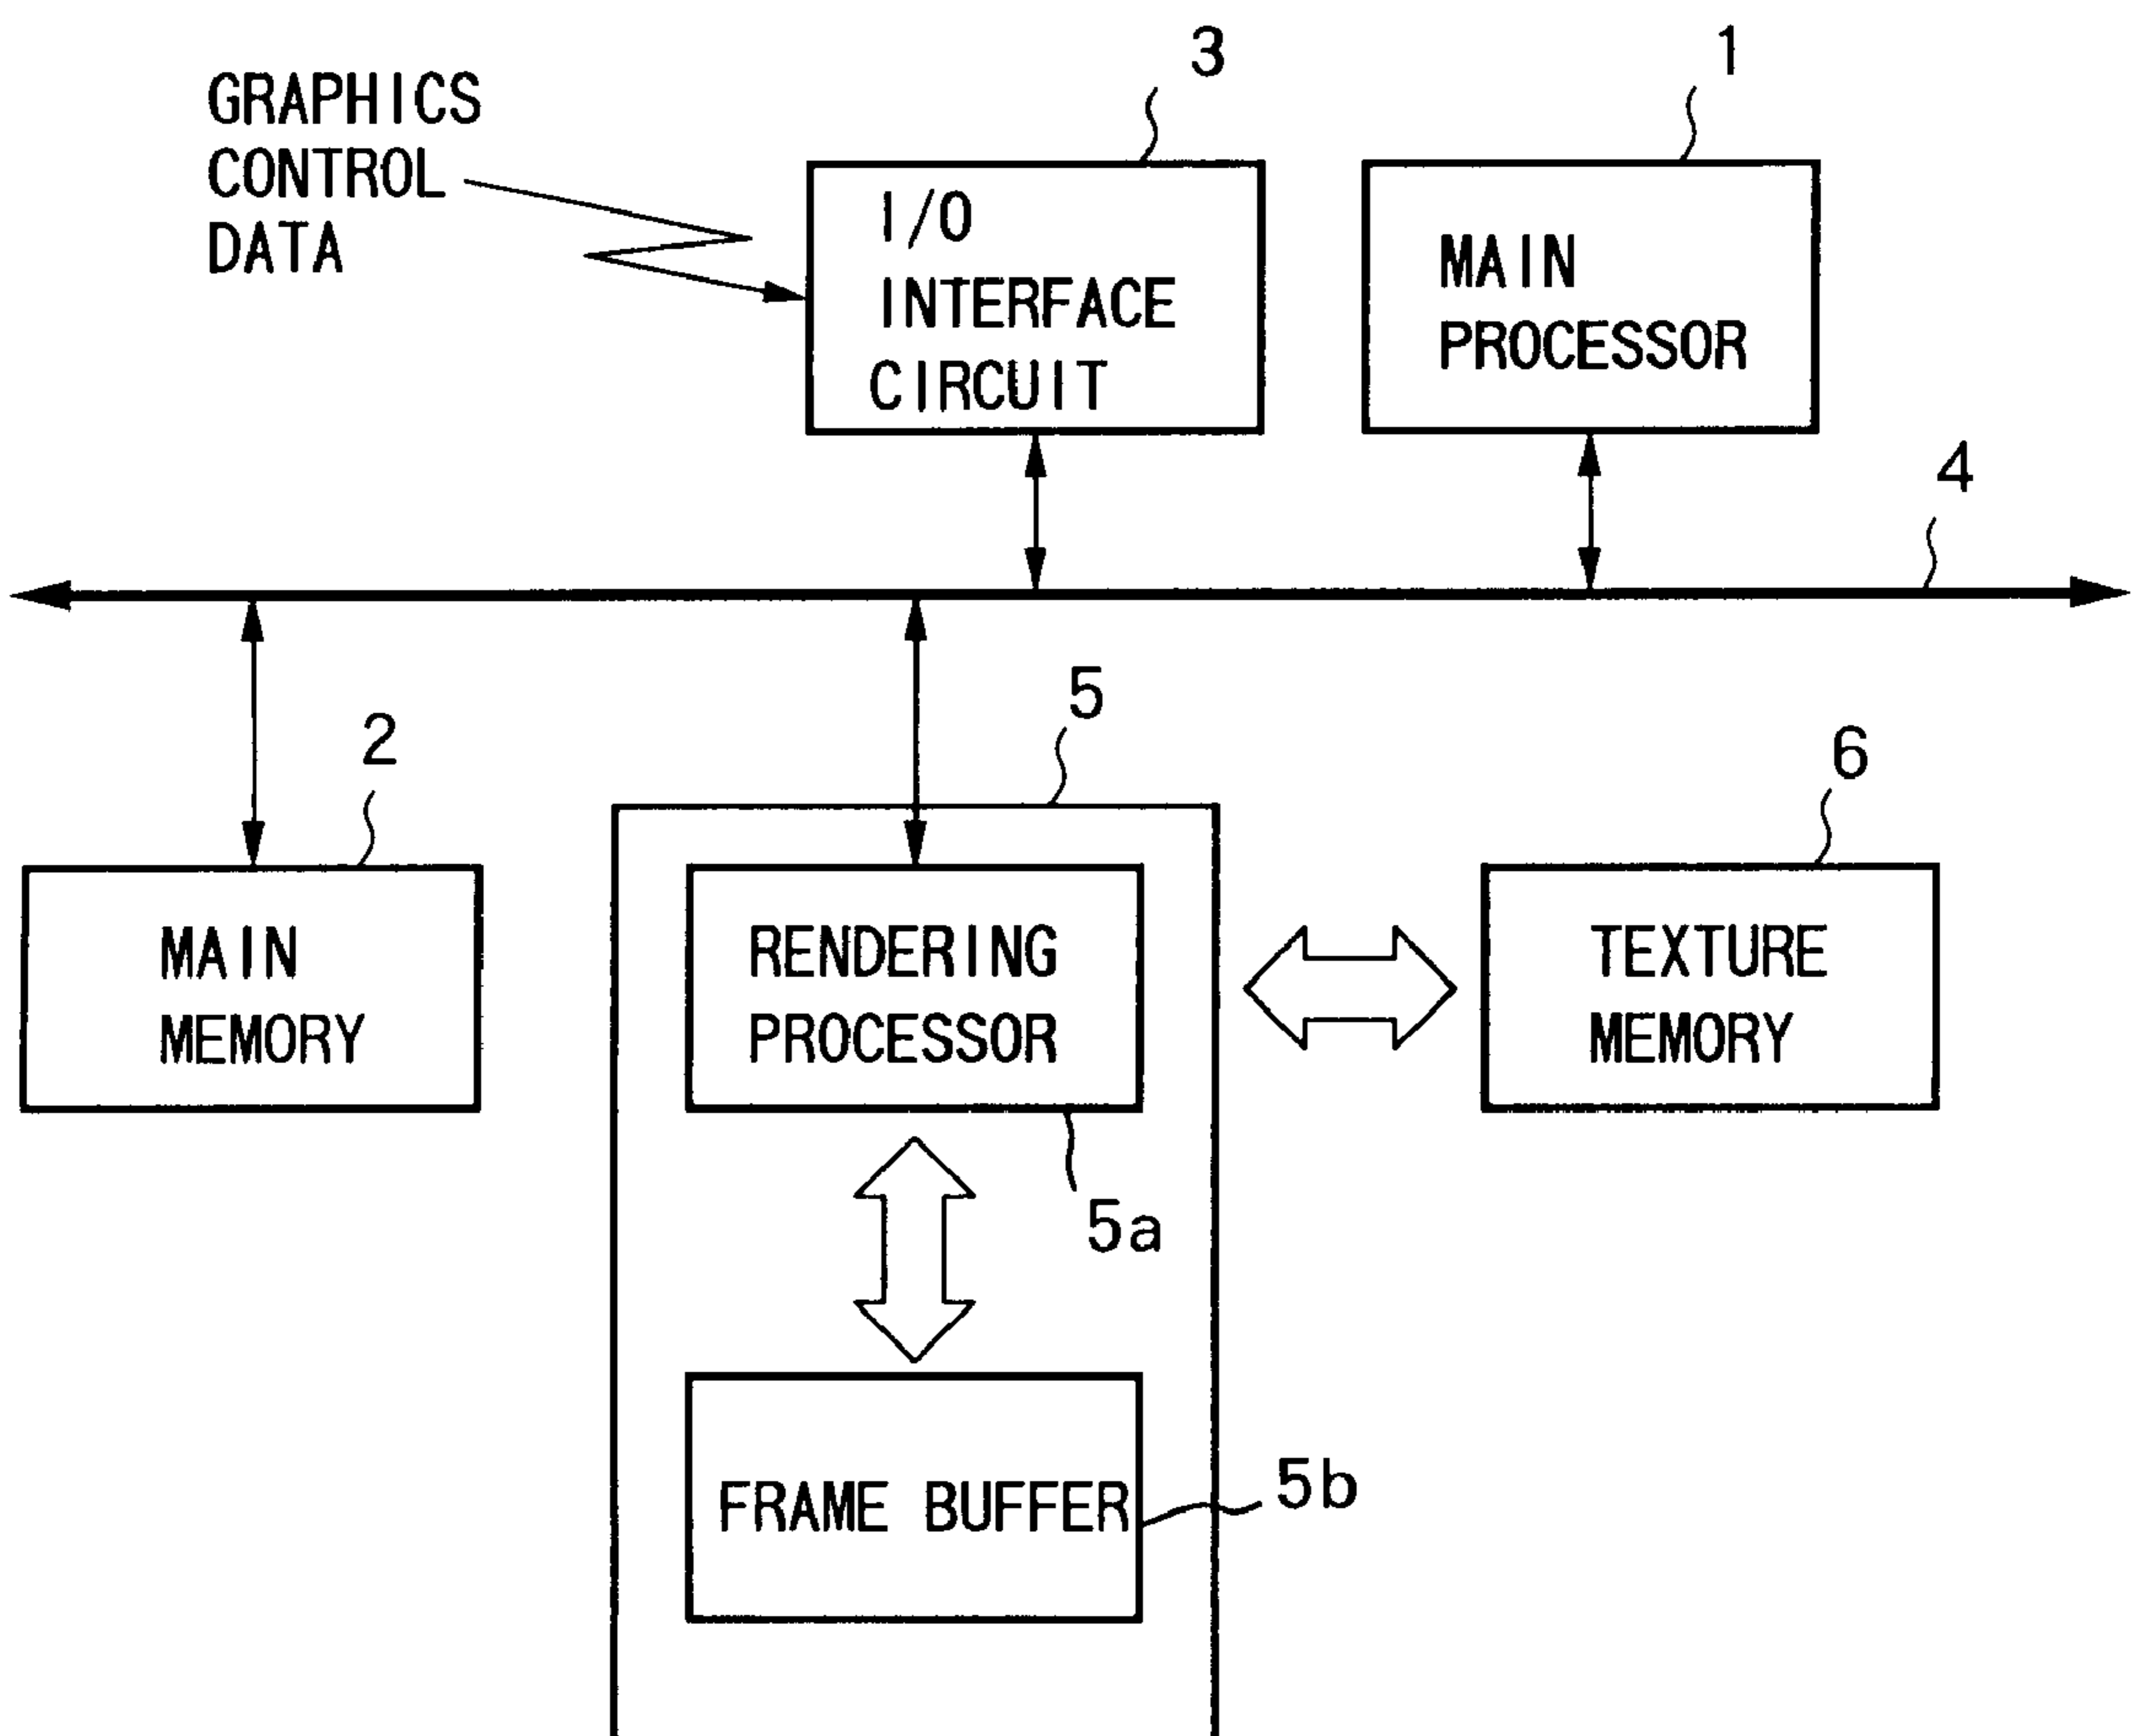 3
1
GRAPHICS
CONTROL
DATA
I/O
INTERFACE
CIRCUIT
MAIN
PROCESSOR
4
5
2
6
MAIN
MEMORY
RENDERING
PROCESSOR
TEXTURE
MEMORY
5a
FRAME BUFFER
5b